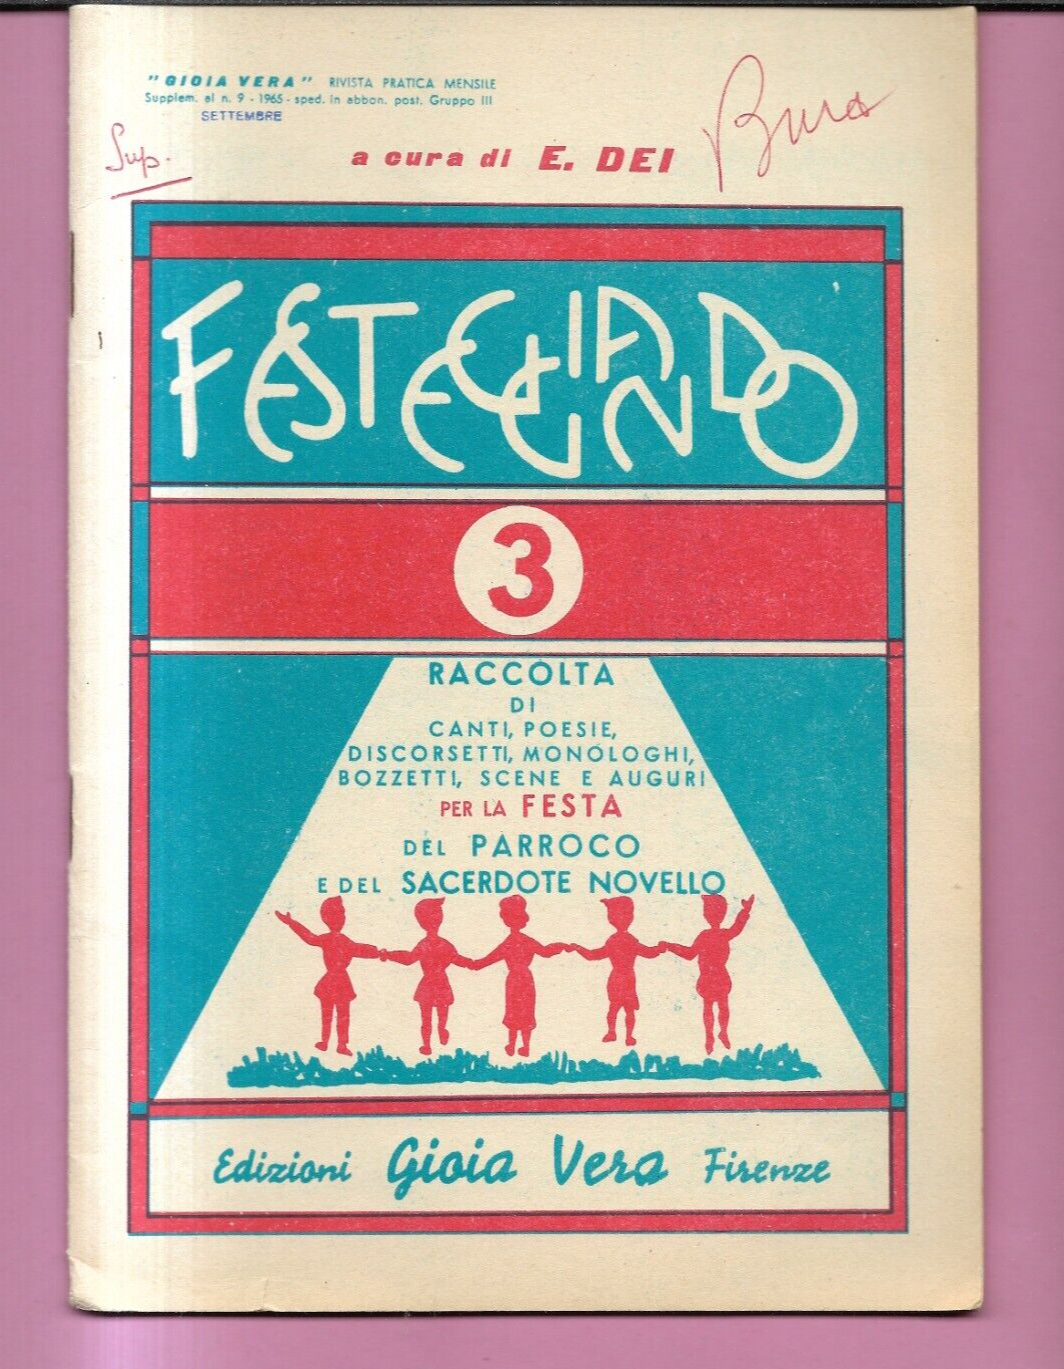 "GIOIA VERA" RIVISTA PRATICA MENSILE
Supplem. al n. 9 - 1965 - sped. in abbon. post. Gruppo III
SETTEMBRE
Sup.
a cura di E. DEI
FESTEGGIANDO
3
RACCOLTA
DI
CANTI, POESIE,
DISCORSETTI, MONOLOGHI,
BOZZETTI, SCENE E AUGURI
PER LA FESTA
DEL PARROCO
E DEL SACERDOTE NOVELLO
Edizioni Gioia Vera Firenze